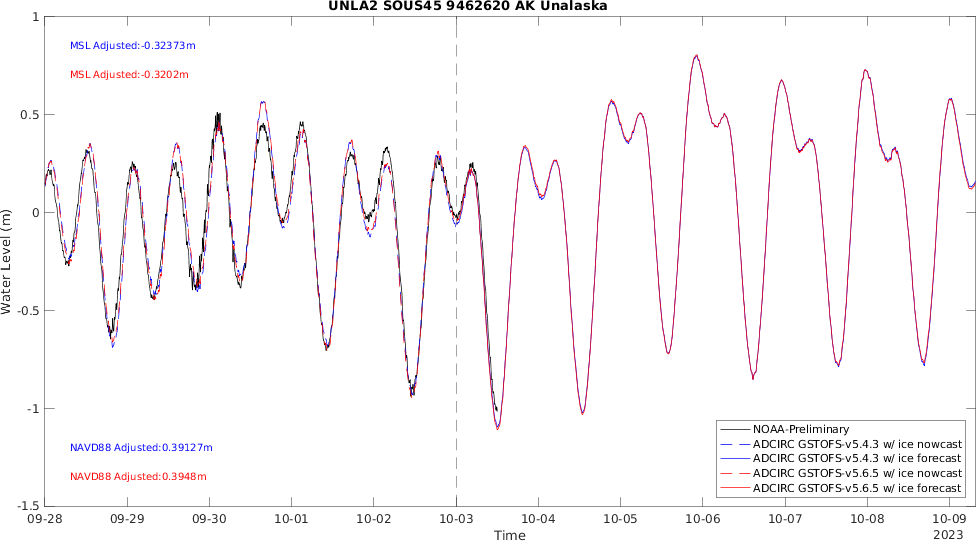 UNLA2 SOUS45 9462620 AK Unalaska
1
MSL Adjusted:-0.32373m
MSL Adjusted:-0.3202m
0.5
0
Water Level (m)
-0.5
-1
NAVD88 Adjusted:0.39127m
NAVD88 Adjusted:0.3948m
-1.5
NOAA-Preliminary
ADCIRC GSTOFS-v5.4.3 w/ ice nowcast
ADCIRC GSTOFS-v5.4.3 w/ ice forecast
ADCIRC GSTOFS-v5.6.5 w/ ice nowcast
ADCIRC GSTOFS-v5.6.5 w/ ice forecast
09-28 09-29 09-30 10-01 10-02 10-03 10-04 10-05 10-06 10-07 10-08 10-09
2023
Time